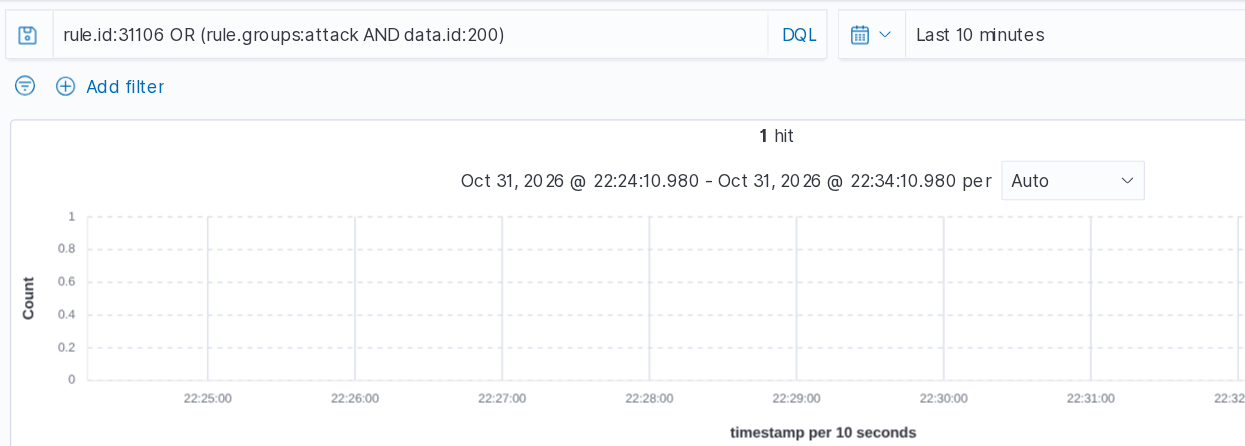 rule.id:31106 OR (rule.groups:attack AND data.id:200) DQL Last 10 minutes
Add filter
1 hit
Oct 31, 2026 @ 22:24:10.980 - Oct 31, 2026 @ 22:34:10.980 per Auto
1
0.8
0.6
0.4
0.2
0
Count
22:25:00 22:26:00 22:27:00 22:28:00 22:29:00 22:30:00 22:31:00 22:32
timestamp per 10 seconds